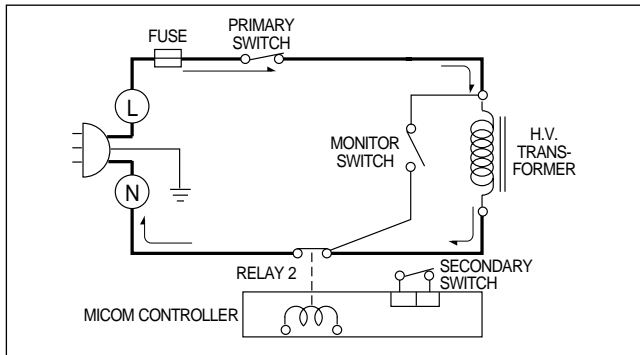 PRIMARY
SWITCH
FUSE
L
H.V.
TRANS-
FORMER
MONITOR
SWITCH
N
RELAY 2
SECONDARY
SWITCH
MICOM CONTROLLER